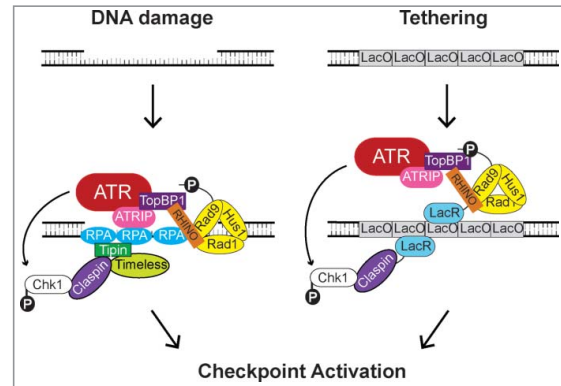 DNA damage
Tethering
LacO LacO LacO LacO LacO
ATR
TopBP1
P
ATRIP
RHINO
Rad9
Hus1
Rad1
RPA RPA RPA
Tipin
Timeless
Claspin
Chk1
P
ATR
TopBP1
P
ATRIP
RHINO
Rad9
Hus1
Rad1
LacR
LacO LacO LacO LacO LacO
LacR
Claspin
Chk1
P
Checkpoint Activation